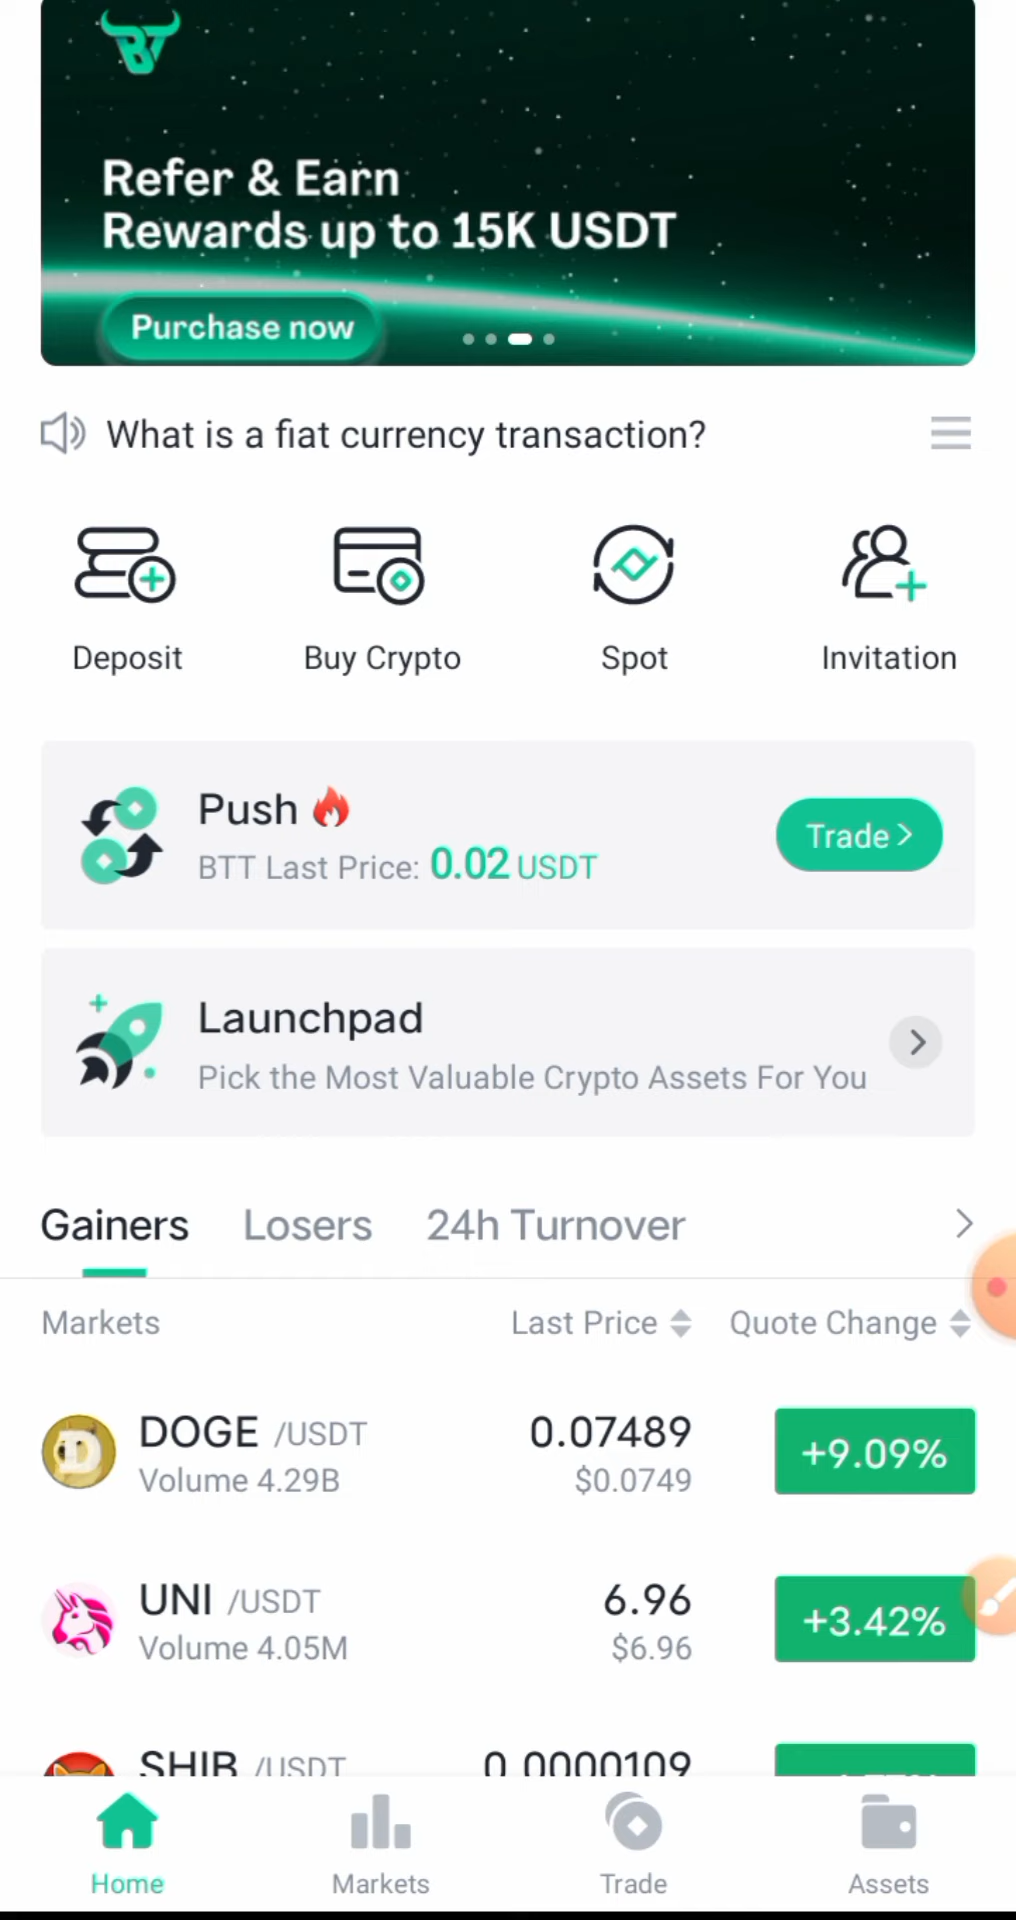 BT
Refer & Earn
Rewards up to 15K USDT
Purchase now
What is a fiat currency transaction?
Deposit
Buy Crypto
Spot
Invitation
Push
BTT Last Price: 0.02 USDT
Trade >
Launchpad
Pick the Most Valuable Crypto Assets For You
Gainers Losers 24h Turnover
Markets Last Price Quote Change
DOGE /USDT 0.07489 +9.09%
Volume 4.29B $0.0749
UNI /USDT 6.96 +3.42%
Volume 4.05M $6.96
SHIB /USDT 0.0000109
Home Markets Trade Assets